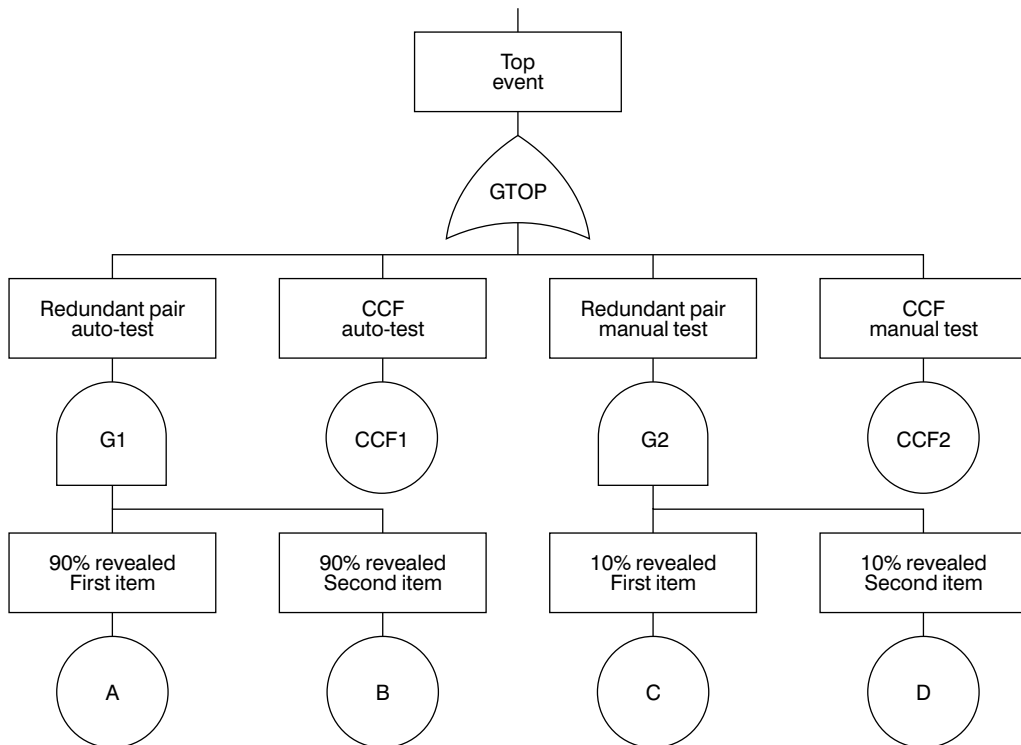 Top
event
GTOP
Redundant pair
auto-test
CCF
auto-test
Redundant pair
manual test
CCF
manual test
G1
CCF1
G2
CCF2
90% revealed
First item
90% revealed
Second item
10% revealed
First item
10% revealed
Second item
A
B
C
D